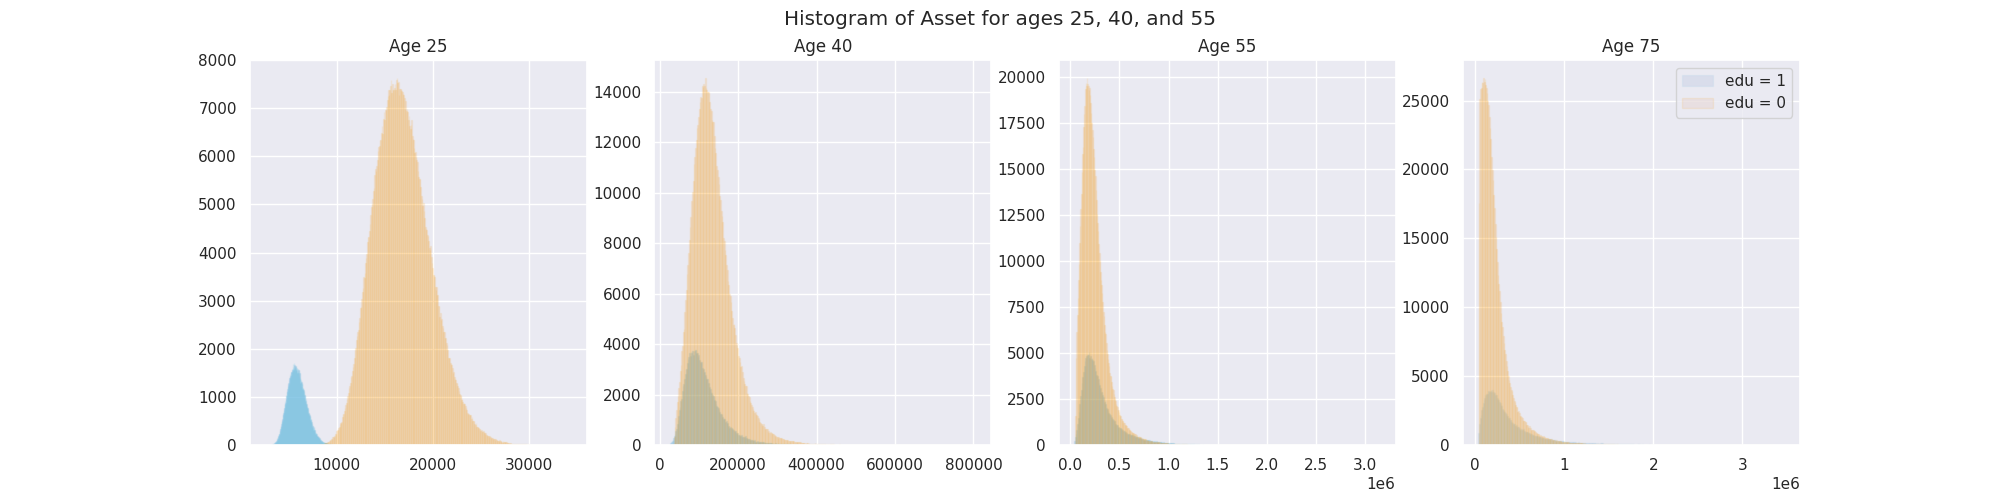 Histogram of Asset for ages 25, 40, and 55
Age 25
8000
7000
6000
5000
4000
3000
2000
1000
0
10000 20000 30000
Age 40
14000
12000
10000
8000
6000
4000
2000
0
0 200000 400000 600000 800000
Age 55
20000
17500
15000
12500
10000
7500
5000
2500
0
0.0 0.5 1.0 1.5 2.0 2.5 3.0
1e6
Age 75
edu = 1
edu = 0
25000
20000
15000
10000
5000
0
0 1 2 3
1e6